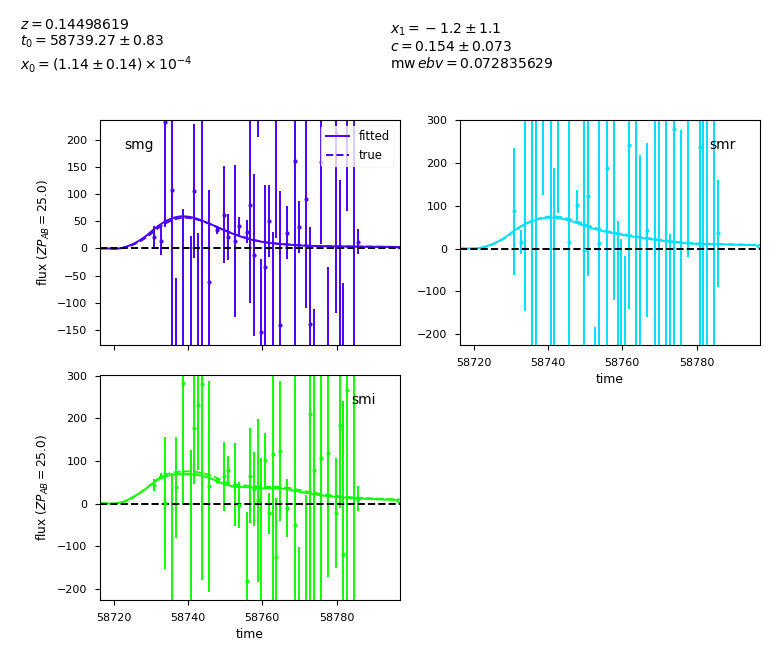 z = 0.14498619
t₀ = 58739.27 ± 0.83
x₀ = (1.14 ± 0.14) × 10⁻⁴
x₁ = −1.2 ± 1.1
c = 0.154 ± 0.073
mw ebv = 0.072835629
smg
fitted
true
200
150
100
50
0
−50
−100
−150
flux (ZP_AB = 25.0)
smr
300
200
100
0
−100
−200
58720 58740 58760 58780
time
smi
300
200
100
0
−100
−200
flux (ZP_AB = 25.0)
58720 58740 58760 58780
time